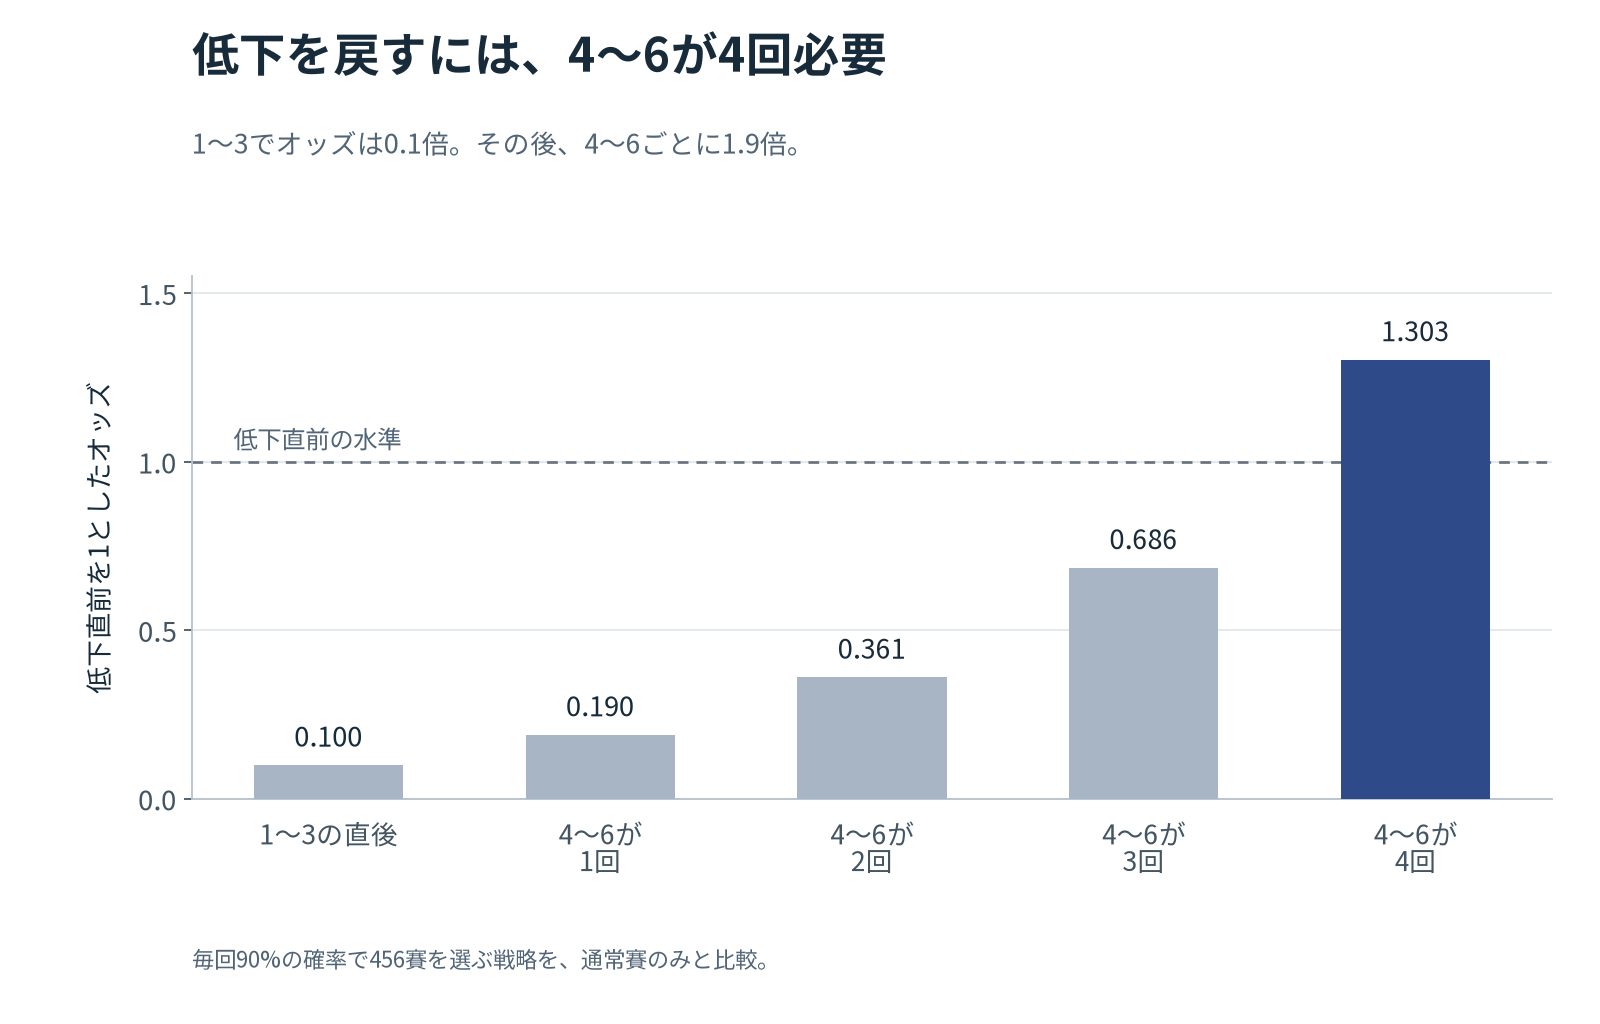 低下を戻すには、4～6が4回必要
1～3でオッズは0.1倍。その後、4～6ごとに1.9倍。
低下直前を1としたオッズ
1.5
1.0
0.5
0.0
低下直前の水準
0.100
0.190
0.361
0.686
1.303
1～3の直後
4～6が
1回
4～6が
2回
4～6が
3回
4～6が
4回
毎回90%の確率で456賽を選ぶ戦略を、通常賽のみと比較。